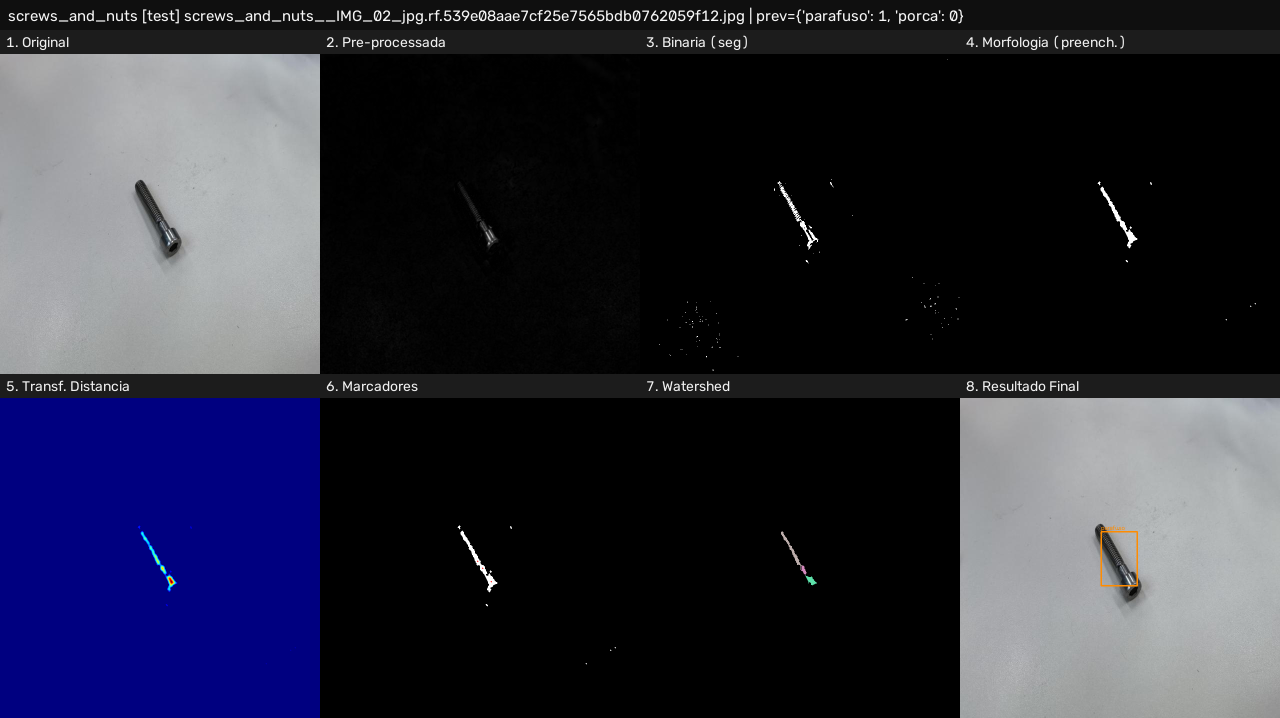 screws_and_nuts [test] screws_and_nuts__IMG_02_jpg.rf.539e08aae7cf25e7565bdb0762059f12.jpg | prev={'parafuso': 1, 'porca': 0}
1. Original
2. Pre-processada
3. Binaria (seg)
4. Morfologia (preench.)
5. Transf. Distancia
6. Marcadores
7. Watershed
8. Resultado Final